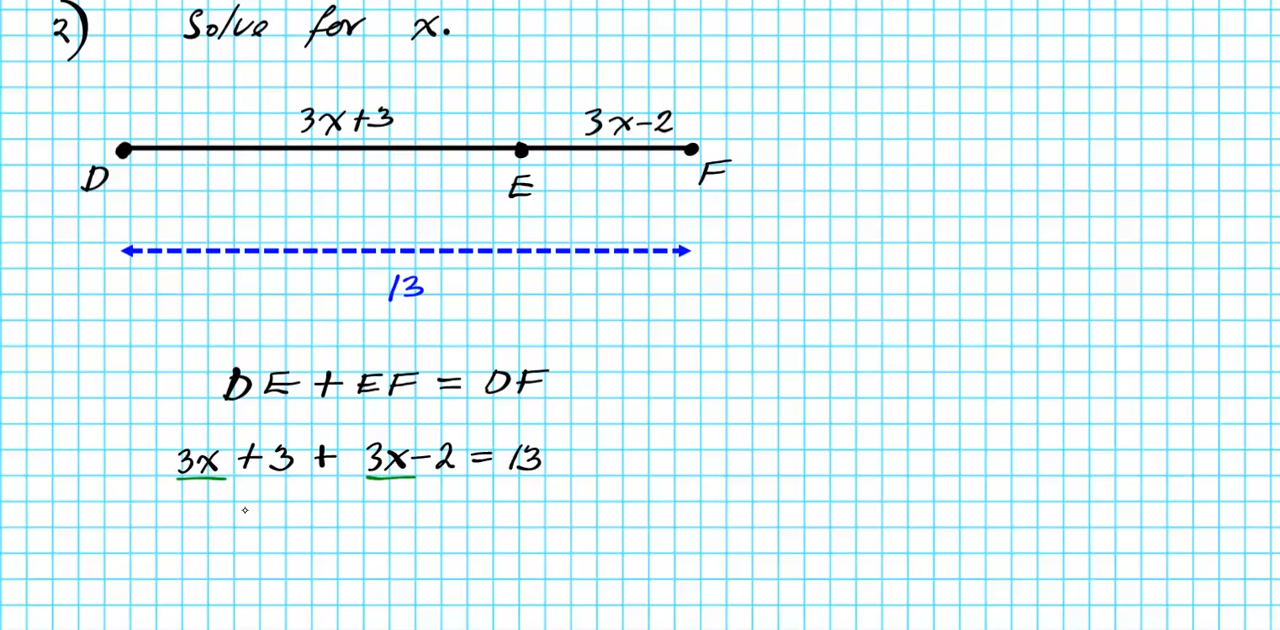 2) Solve for x.
3x+3 3x-2
D E F
13
DE + EF = DF
3x + 3 + 3x - 2 = 13